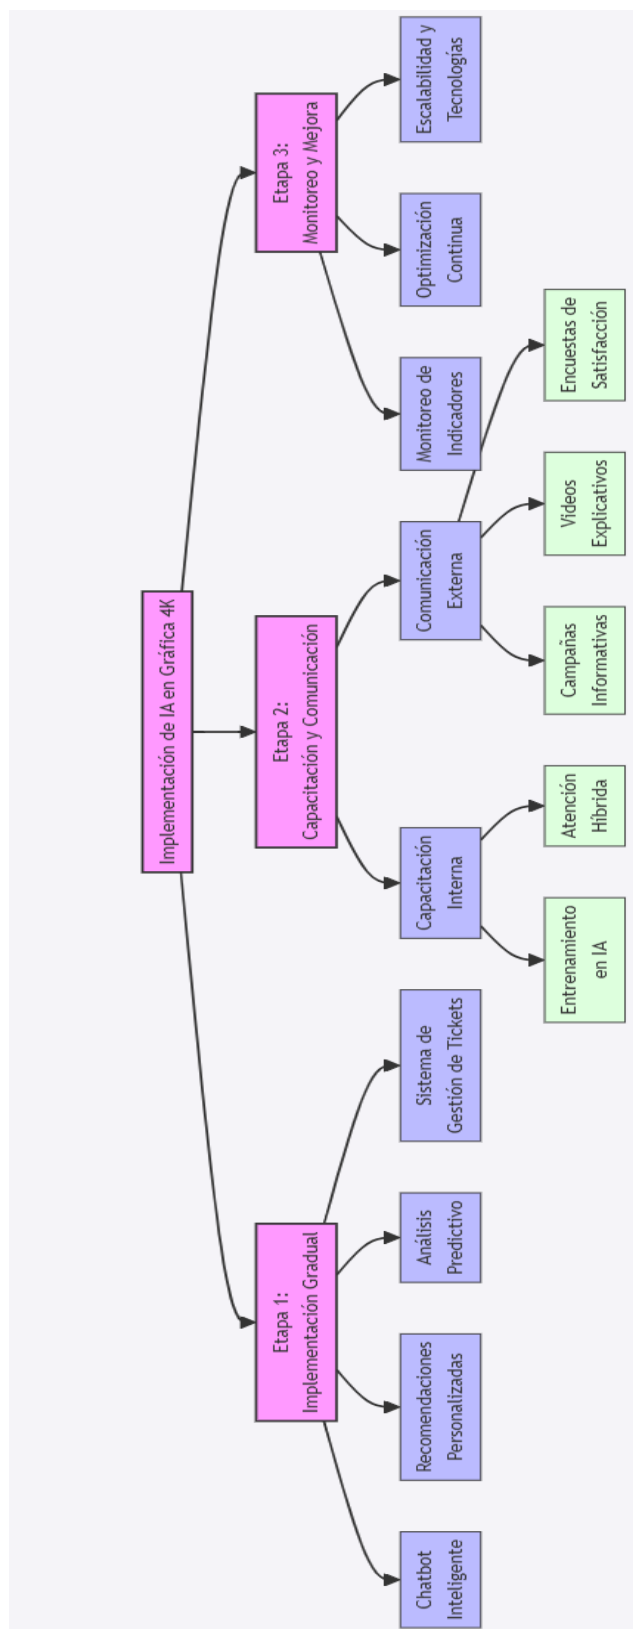 Implementación de IA en Gráfica 4K
Etapa 1:
Implementación Gradual
Etapa 2:
Capacitación y Comunicación
Etapa 3:
Monitoreo y Mejora
Chatbot
Inteligente
Recomendaciones
Personalizadas
Análisis
Predictivo
Sistema de
Gestión de Tickets
Capacitación
Interna
Comunicación
Externa
Monitoreo de
Indicadores
Optimización
Continua
Escalabilidad y
Tecnologías
Entrenamiento
en IA
Atención
Híbrida
Campañas
Informativas
Videos
Explicativos
Encuestas de
Satisfacción